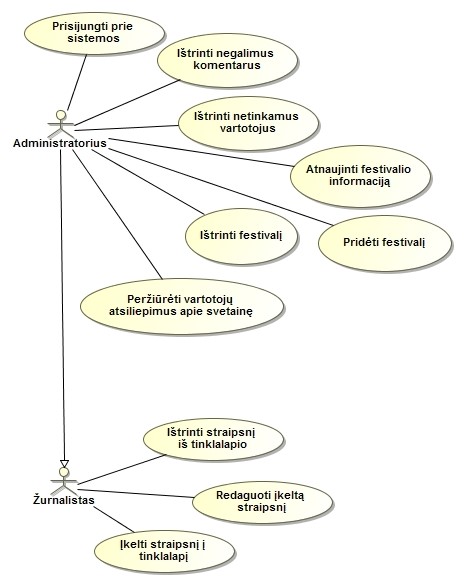 Prisijungti prie
sistemos
Ištrinti negalimus
komentarus
Ištrinti netinkamus
vartotojus
Administratorius
Atnaujinti festivalio
informaciją
Ištrinti festivalį
Pridėti festivalį
Peržiūrėti vartotojų
atsiliepimus apie svetainę
Ištrinti straipsnį
iš tinklalapio
Žurnalistas
Redaguoti įkeltą
straipsnį
Įkelti straipsnį į
tinklalapį